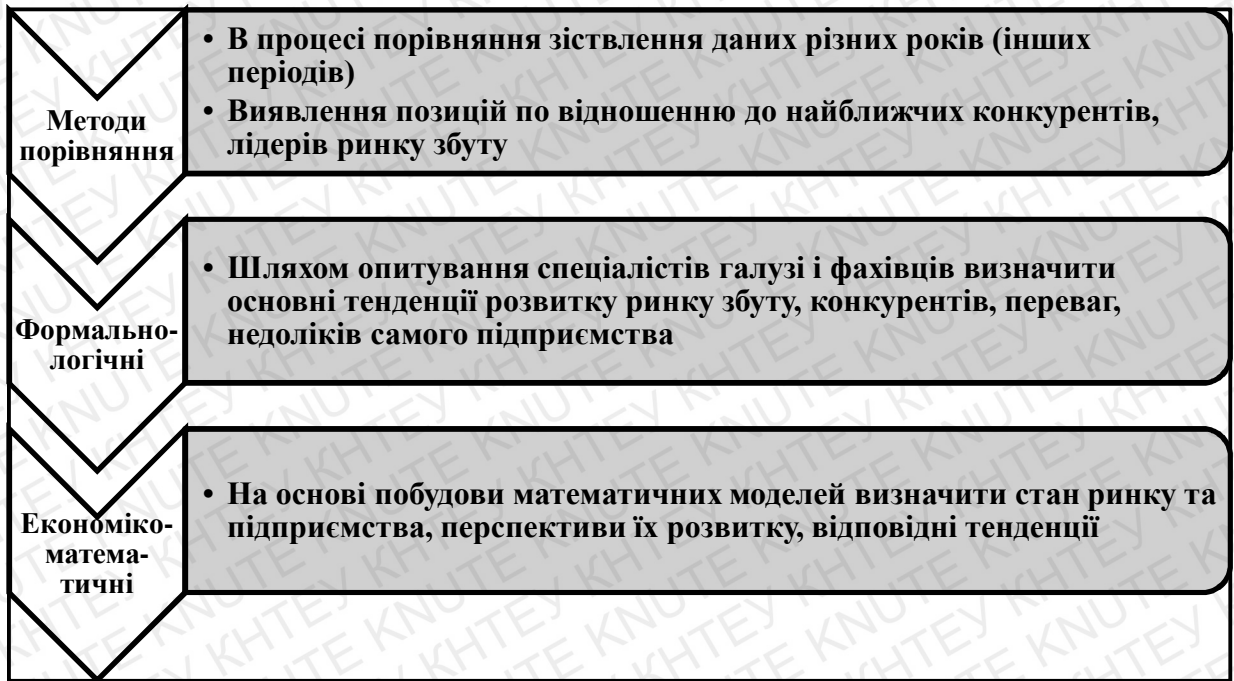 Методи
порівняння
• В процесі порівняння зіствлення даних різних років (інших
періодів)
• Виявлення позицій по відношенню до найближчих конкурентів,
лідерів ринку збуту
Формально-
логічні
• Шляхом опитування спеціалістів галузі і фахівців визначити
основні тенденції розвитку ринку збуту, конкурентів, переваг,
недоліків самого підприємства
Економіко-
матема-
тичні
• На основі побудови математичних моделей визначити стан ринку та
підприємства, перспективи їх розвитку, відповідні тенденції